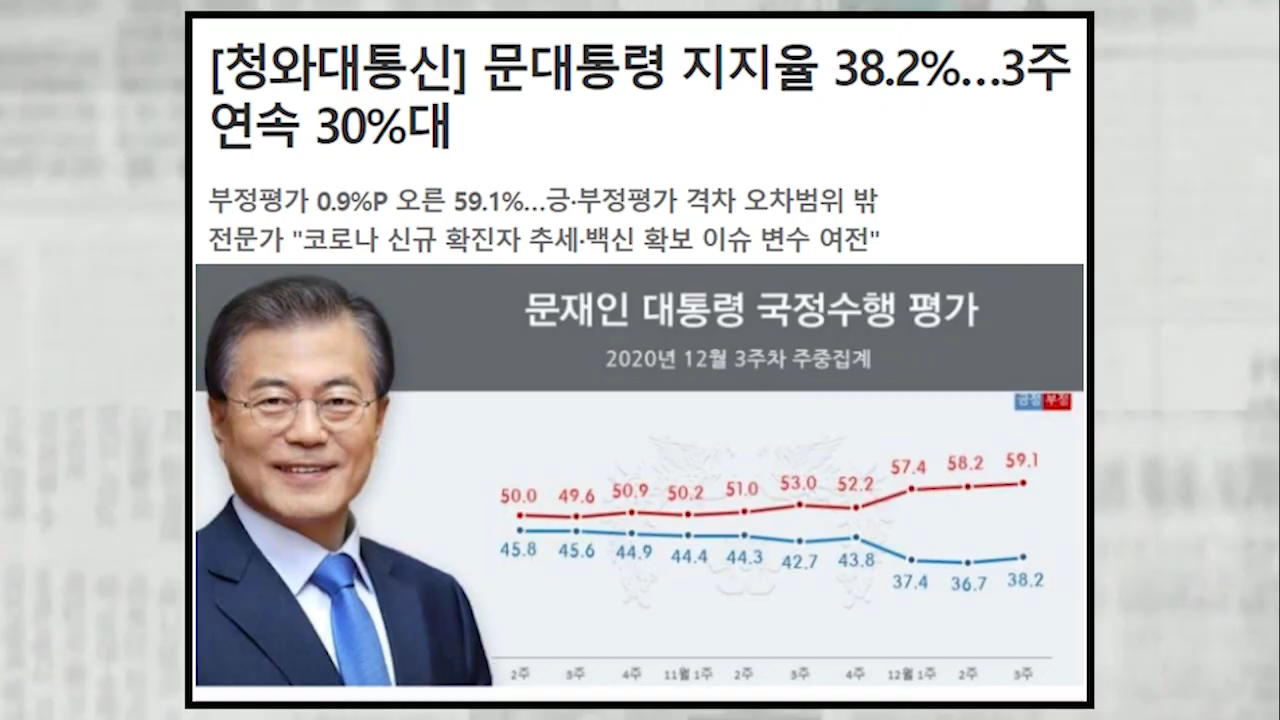 [청와대통신] 문대통령 지지율 38.2%...3주
연속 30%대
부정평가 0.9%P 오른 59.1%...긍·부정평가 격차 오차범위 밖
전문가 "코로나 신규 확진자 추세·백신 확보 이슈 변수 여전"
문재인 대통령 국정수행 평가
2020년 12월 3주차 주중집계
긍정 부정
50.0 49.6 50.9 50.2 51.0 53.0 52.2 57.4 58.2 59.1
45.8 45.6 44.9 44.4 44.3 42.7 43.8 37.4 36.7 38.2
2주 3주 4주 11월 1주 2주 3주 4주 12월 1주 2주 3주